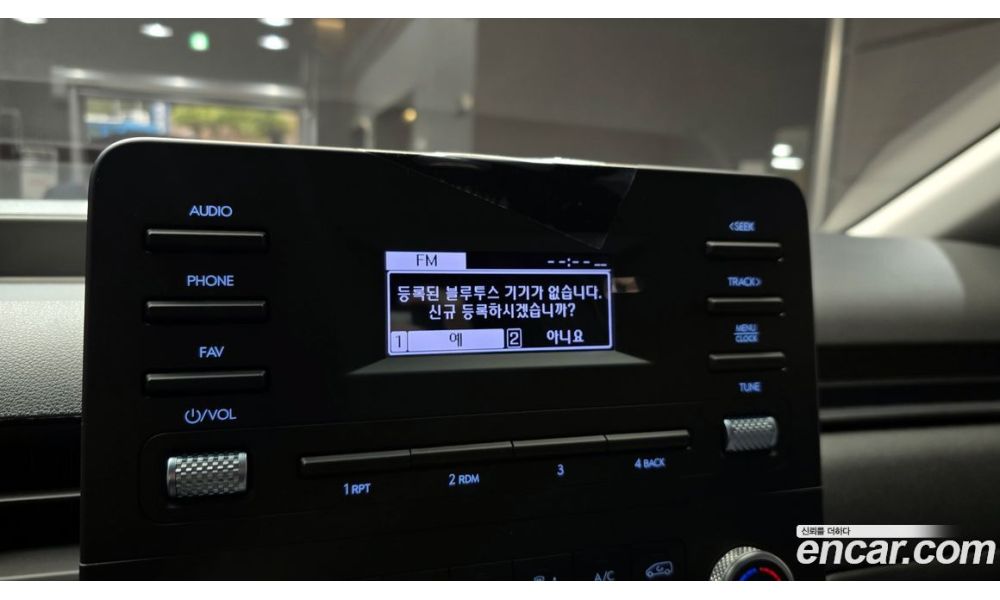 AUDIO
PHONE
FAV
⏻/VOL
FM --:-- __
등록된 블루투스 기기가 없습니다.
신규 등록하시겠습니까?
1 예 2 아니요
<SEEK
TRACK>
MENU
CLOCK
TUNE
1 RPT
2 RDM
3
4 BACK
A/C
신뢰를 더하다
encar.com